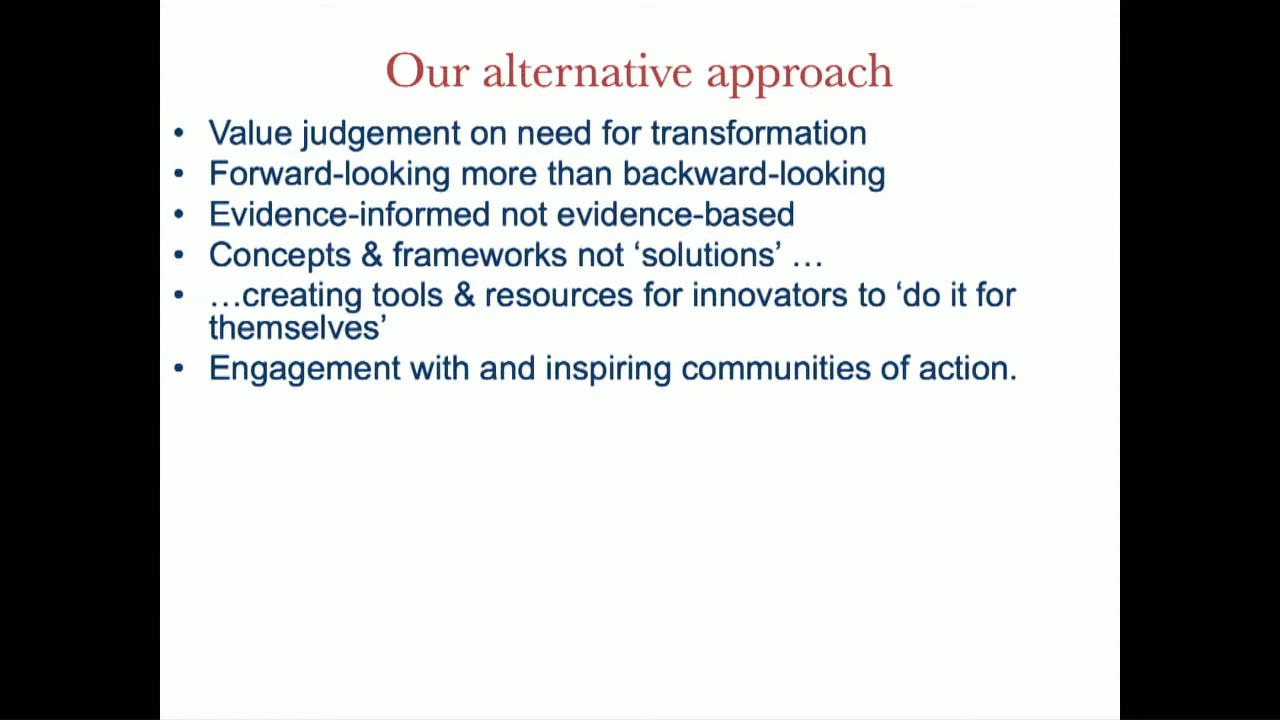 Our alternative approach
• Value judgement on need for transformation
• Forward-looking more than backward-looking
• Evidence-informed not evidence-based
• Concepts & frameworks not ‘solutions’ …
• …creating tools & resources for innovators to ‘do it for
themselves’
• Engagement with and inspiring communities of action.